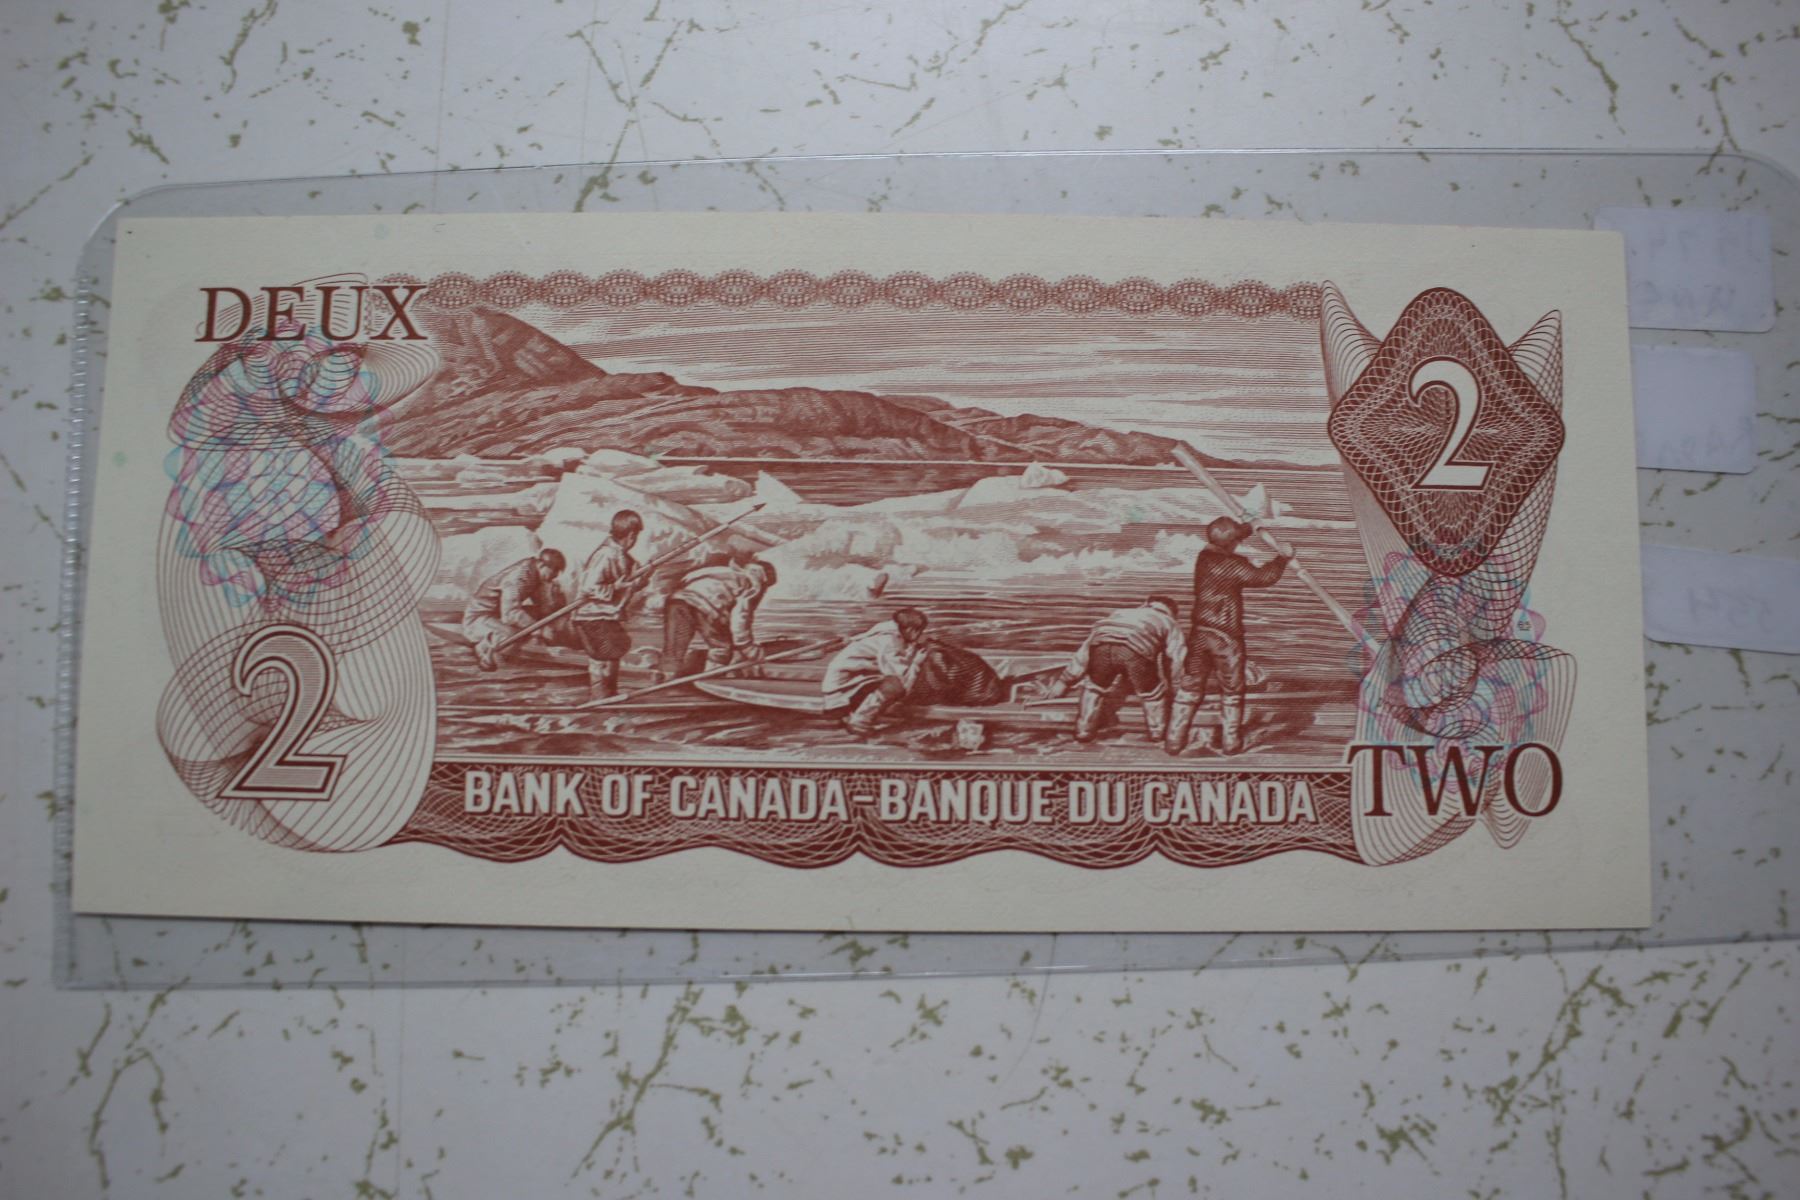 DEUX
2
2
BANK OF CANADA-BANQUE DU CANADA
TWO